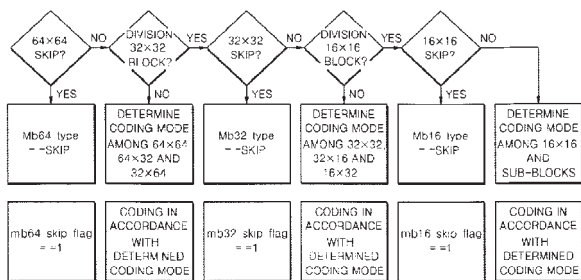 64×64
SKIP?
NO
DIVISION
32×32
BLOCK?
YES
32×32
SKIP?
NO
DIVISION
16×16
BLOCK?
YES
16×16
SKIP?
NO
YES
NO
YES
NO
YES
Mb64 type
==SKIP
DETERMINE
CODING MODE
AMONG 64×64
64×32 AND
32×64
Mb32 type
==SKIP
DETERMINE
CODING MODE
AMONG 32×32,
32×16 AND
16×32
Mb16 type
==SKIP
DETERMINE
CODING MODE
AMONG 16×16
AND
SUB-BLOCKS
mb64 skip flag
==1
CODING IN
ACCORDANCE
WITH
DETERMINED
CODING MODE
mb32 skip flag
==1
CODING IN
ACCORDANCE
WITH
DETERMINED
CODING MODE
mb16 skip flag
==1
CODING IN
ACCORDANCE
WITH
DETERMINED
CODING MODE